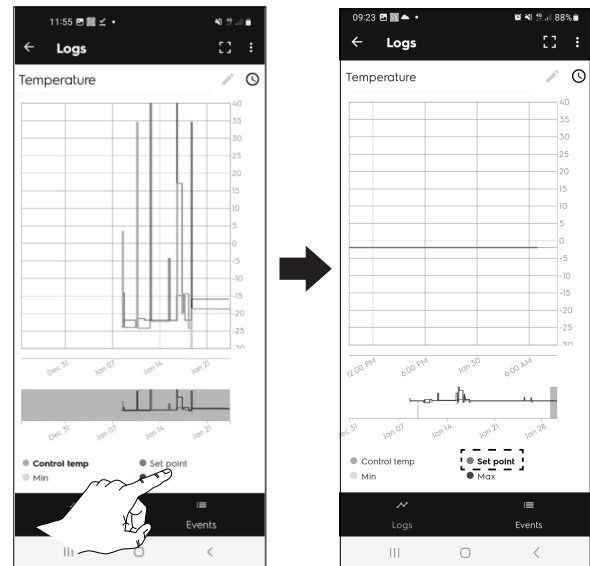 11:55
Logs
Temperature
40
35
30
25
20
15
10
5
0
-5
-10
-15
-20
-25
-30
Dec 31 Jan 07 Jan 14 Jan 21
Dec 31 Jan 07 Jan 14 Jan 21
Control temp Set point
Min
Events
09:23 88%
Logs
Temperature
40
35
30
25
20
15
10
5
0
-5
-10
-15
-20
-25
-30
12:00 PM 6:00 PM Jan 30 6:00 AM
Dec 31 Jan 07 Jan 14 Jan 21 Jan 28
Control temp Set point
Min Max
Logs Events